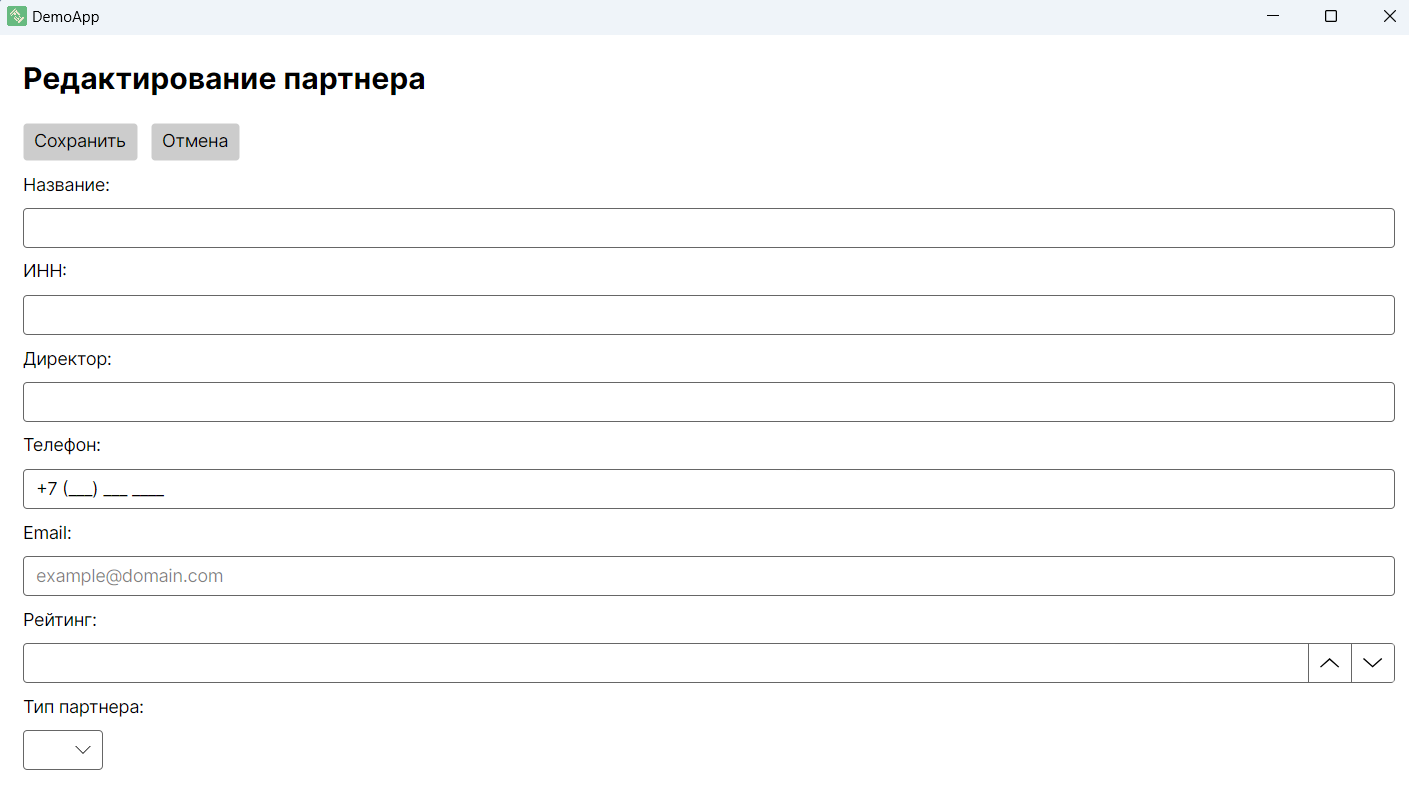 DemoApp
Редактирование партнера
Сохранить Отмена
Название:
ИНН:
Директор:
Телефон:
+7 (___) ___ ____
Email:
example@domain.com
Рейтинг:
Тип партнера: